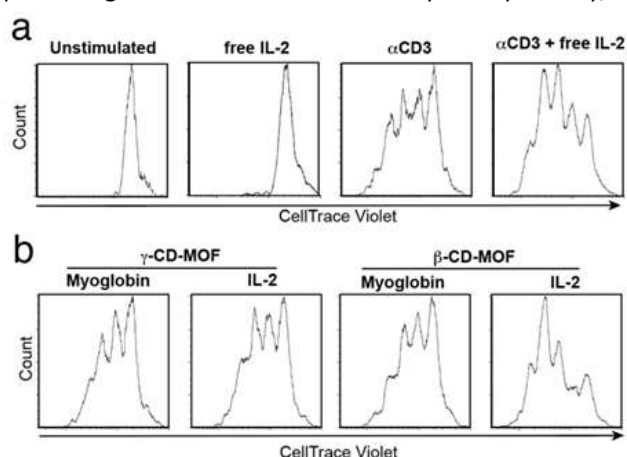 a
Unstimulated free IL-2 αCD3 αCD3 + free IL-2
Count
CellTrace Violet
b
γ-CD-MOF β-CD-MOF
Myoglobin IL-2 Myoglobin IL-2
Count
CellTrace Violet